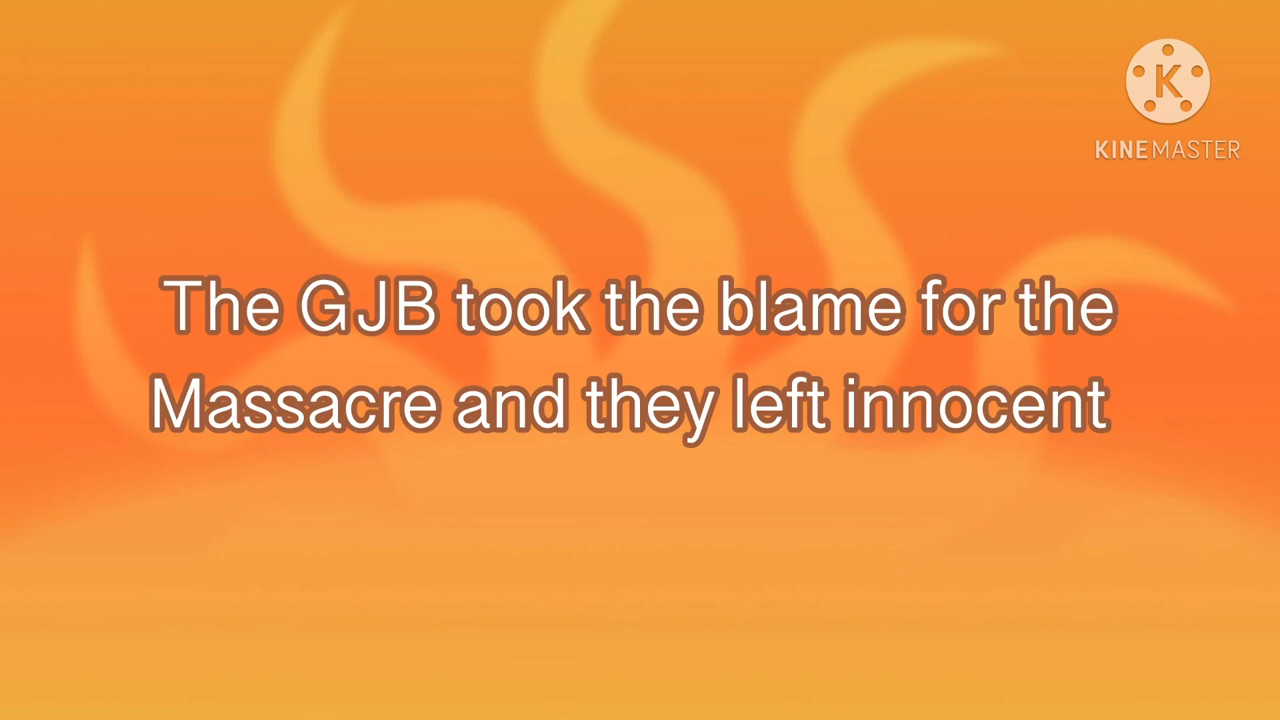 K
KINEMASTER
The GJB took the blame for the
Massacre and they left innocent